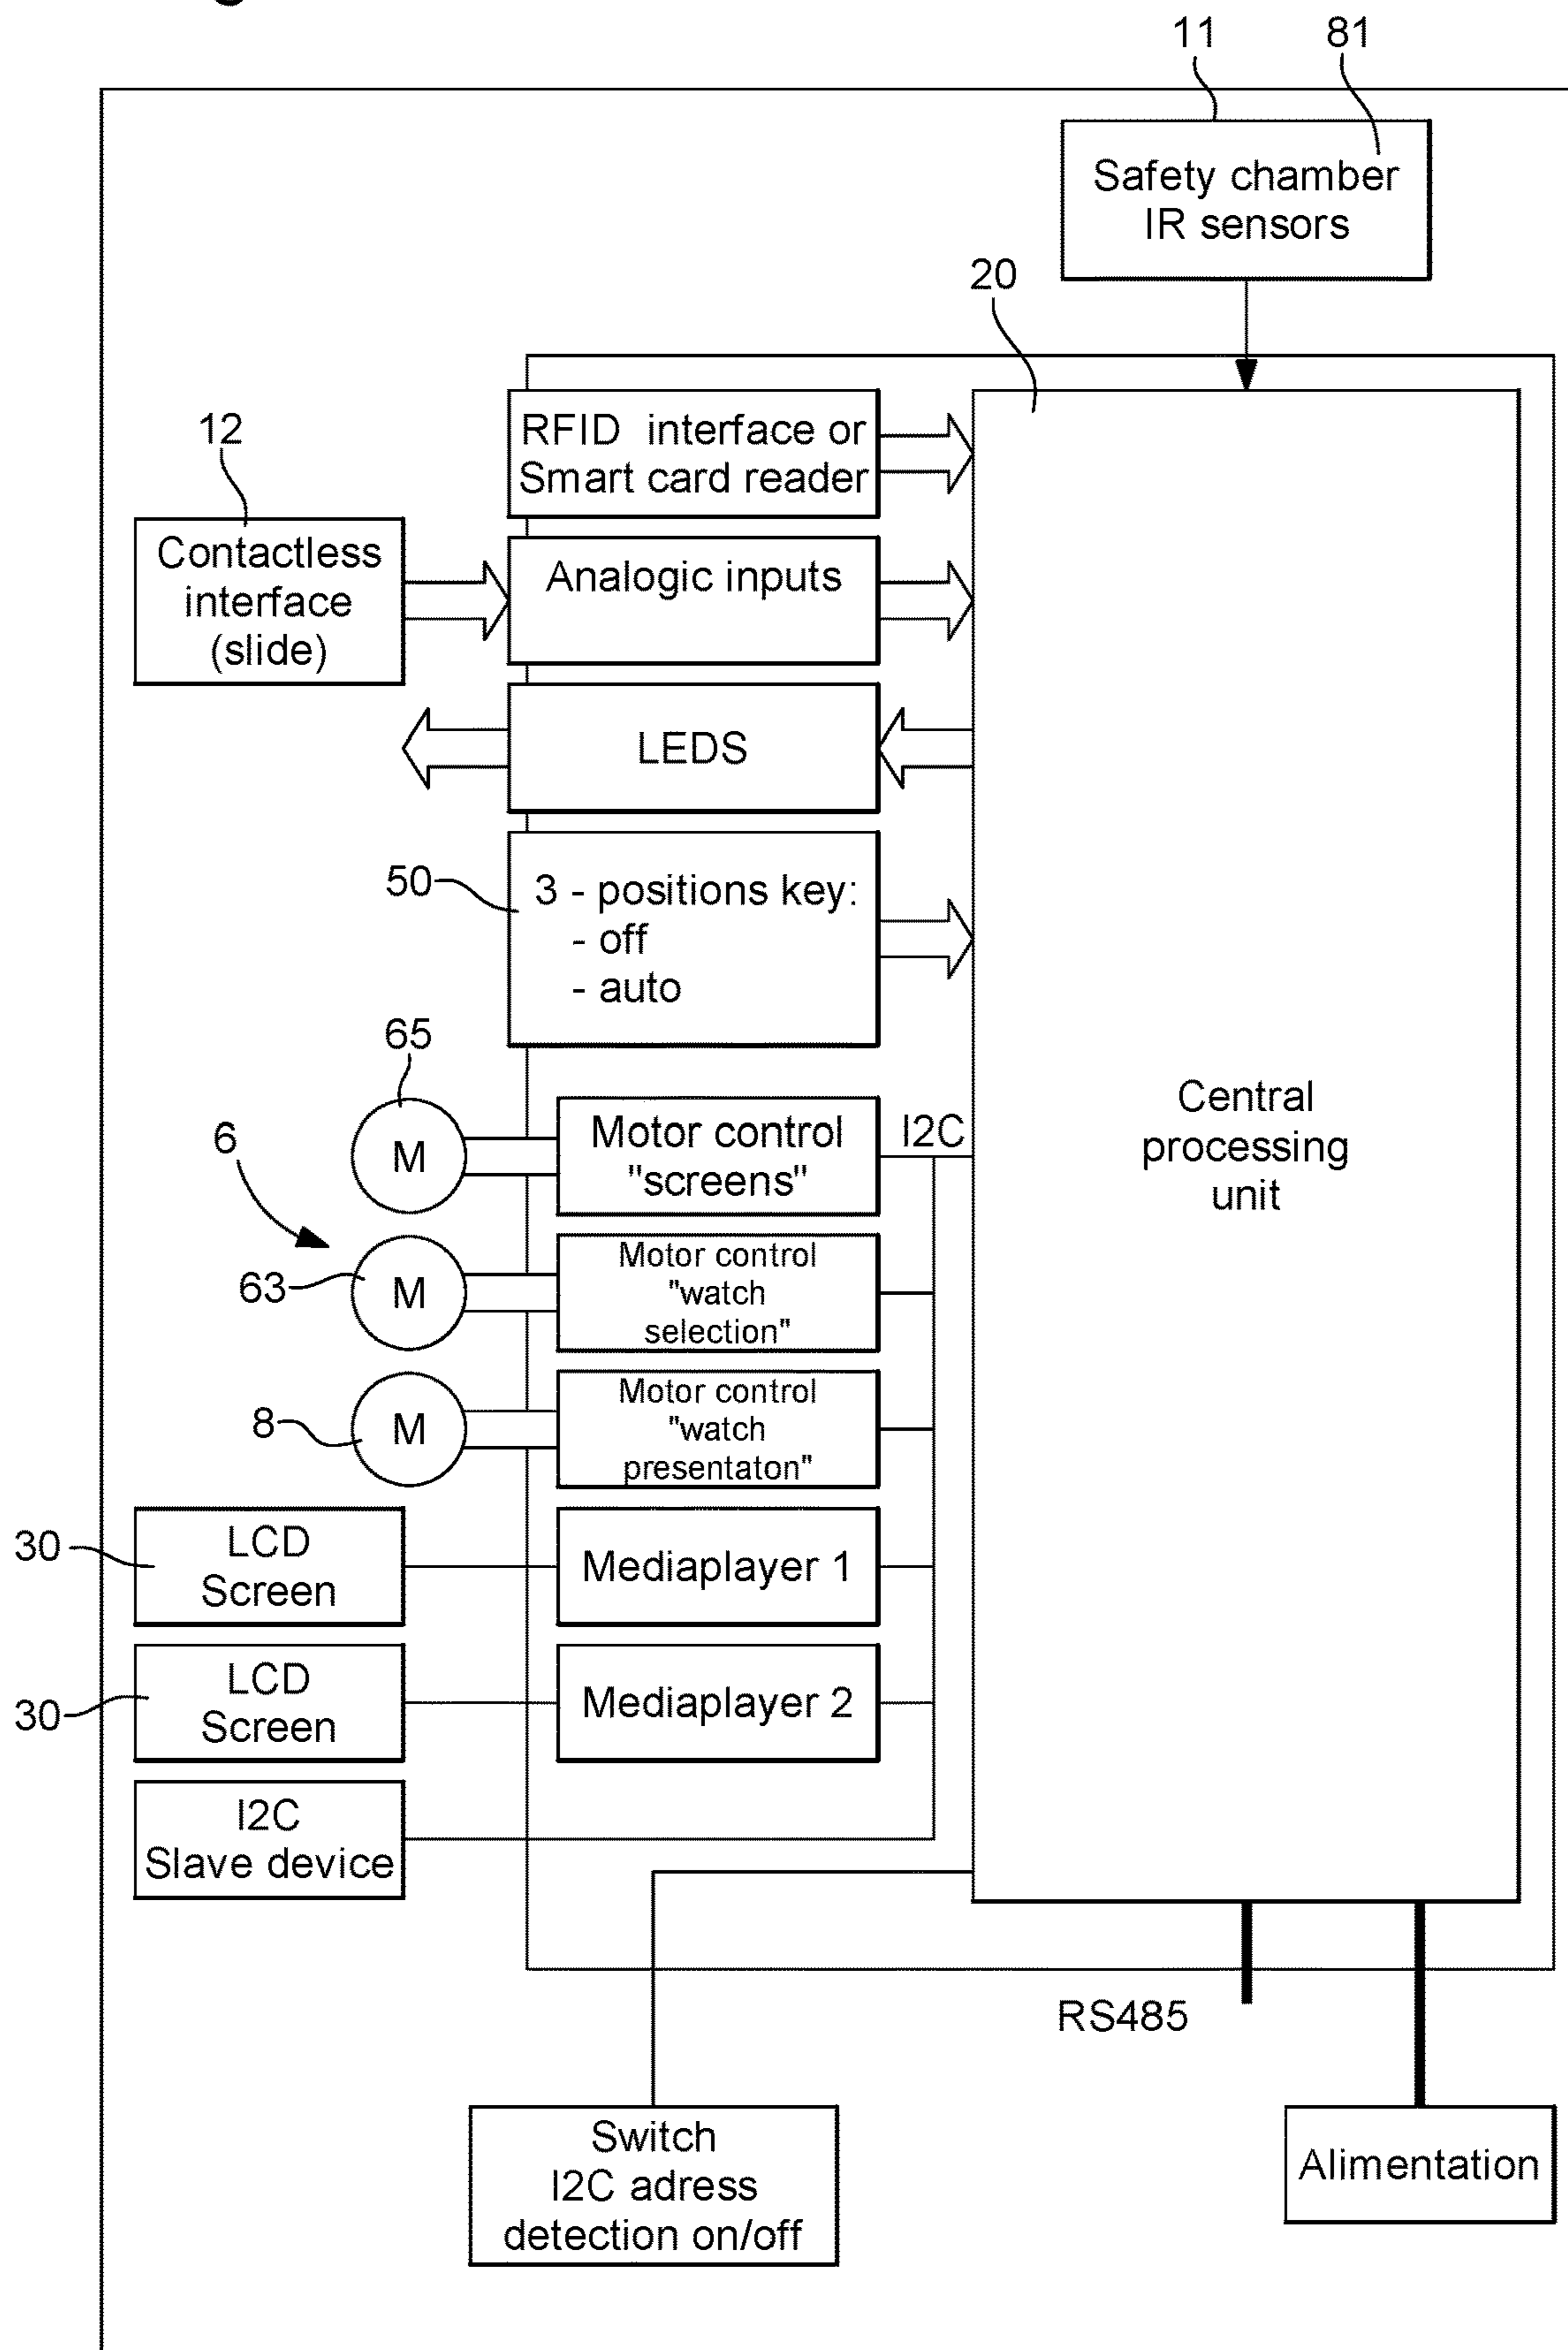 11
81
Safety chamber
IR sensors
20
12
RFID interface or
Smart card reader
Contactless
interface
(slide)
Analogic inputs
LEDS
50
3 - positions key:
- off
- auto
65
6
M
Motor control
"screens"
I2C
Central
processing
unit
63
M
Motor control
"watch
selection"
8
M
Motor control
"watch
presentaton"
30
LCD
Screen
Mediaplayer 1
30
LCD
Screen
Mediaplayer 2
I2C
Slave device
RS485
Switch
I2C adress
detection on/off
Alimentation